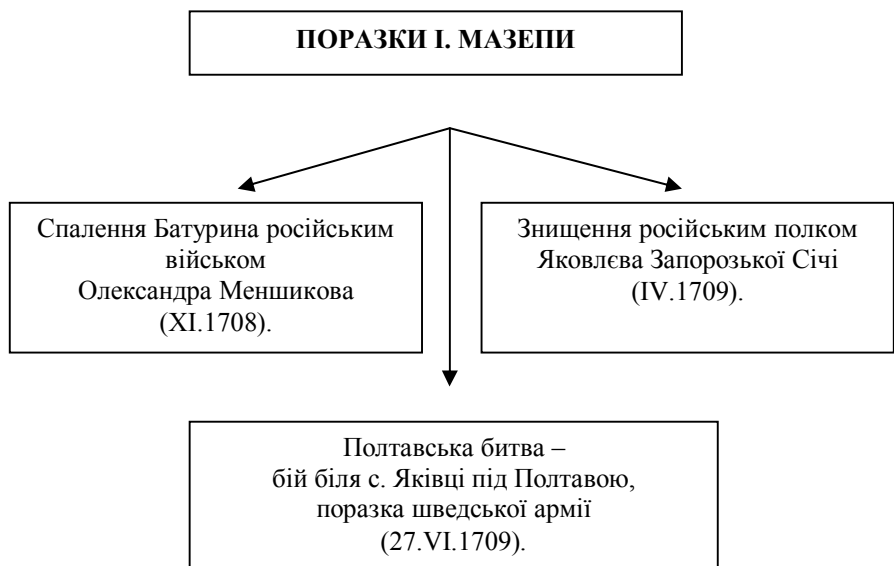 ПОРАЗКИ І. МАЗЕПИ
Спалення Батурина російським
військом
Олександра Меншикова
(XI.1708).
Знищення російським полком
Яковлєва Запорозької Січі
(IV.1709).
Полтавська битва –
бій біля с. Яківці під Полтавою,
поразка шведської армії
(27.VI.1709).